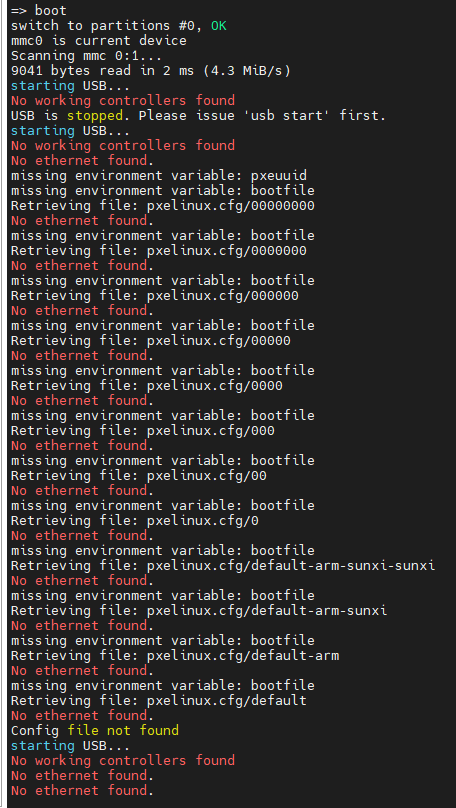 => boot
switch to partitions #0, OK
mmc0 is current device
Scanning mmc 0:1...
9041 bytes read in 2 ms (4.3 MiB/s)
starting USB...
No working controllers found
USB is stopped. Please issue 'usb start' first.
starting USB...
No working controllers found
No ethernet found.
missing environment variable: pxeuuid
missing environment variable: bootfile
Retrieving file: pxelinux.cfg/00000000
No ethernet found.
missing environment variable: bootfile
Retrieving file: pxelinux.cfg/0000000
No ethernet found.
missing environment variable: bootfile
Retrieving file: pxelinux.cfg/000000
No ethernet found.
missing environment variable: bootfile
Retrieving file: pxelinux.cfg/00000
No ethernet found.
missing environment variable: bootfile
Retrieving file: pxelinux.cfg/0000
No ethernet found.
missing environment variable: bootfile
Retrieving file: pxelinux.cfg/000
No ethernet found.
missing environment variable: bootfile
Retrieving file: pxelinux.cfg/00
No ethernet found.
missing environment variable: bootfile
Retrieving file: pxelinux.cfg/0
No ethernet found.
missing environment variable: bootfile
Retrieving file: pxelinux.cfg/default-arm-sunxi-sunxi
No ethernet found.
missing environment variable: bootfile
Retrieving file: pxelinux.cfg/default-arm-sunxi
No ethernet found.
missing environment variable: bootfile
Retrieving file: pxelinux.cfg/default-arm
No ethernet found.
missing environment variable: bootfile
Retrieving file: pxelinux.cfg/default
No ethernet found.
Config file not found
starting USB...
No working controllers found
No ethernet found.
No ethernet found.